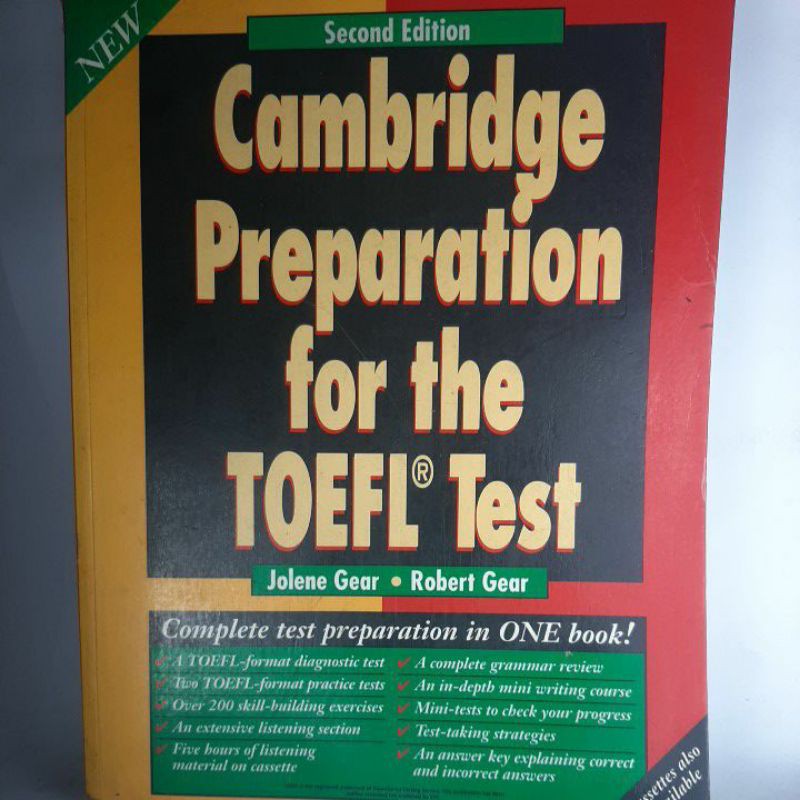 NEW
Second Edition
Cambridge
Preparation
for the
TOEFL® Test
Jolene Gear • Robert Gear
Complete test preparation in ONE book!
✓ A TOEFL-format diagnostic test
✓ Two TOEFL-format practice tests
✓ Over 200 skill-building exercises
✓ An extensive listening section
✓ Five hours of listening
material on cassette
✓ A complete grammar review
✓ An in-depth mini writing course
✓ Mini-tests to check your progress
✓ Test-taking strategies
✓ An answer key explaining correct
and incorrect answers
also